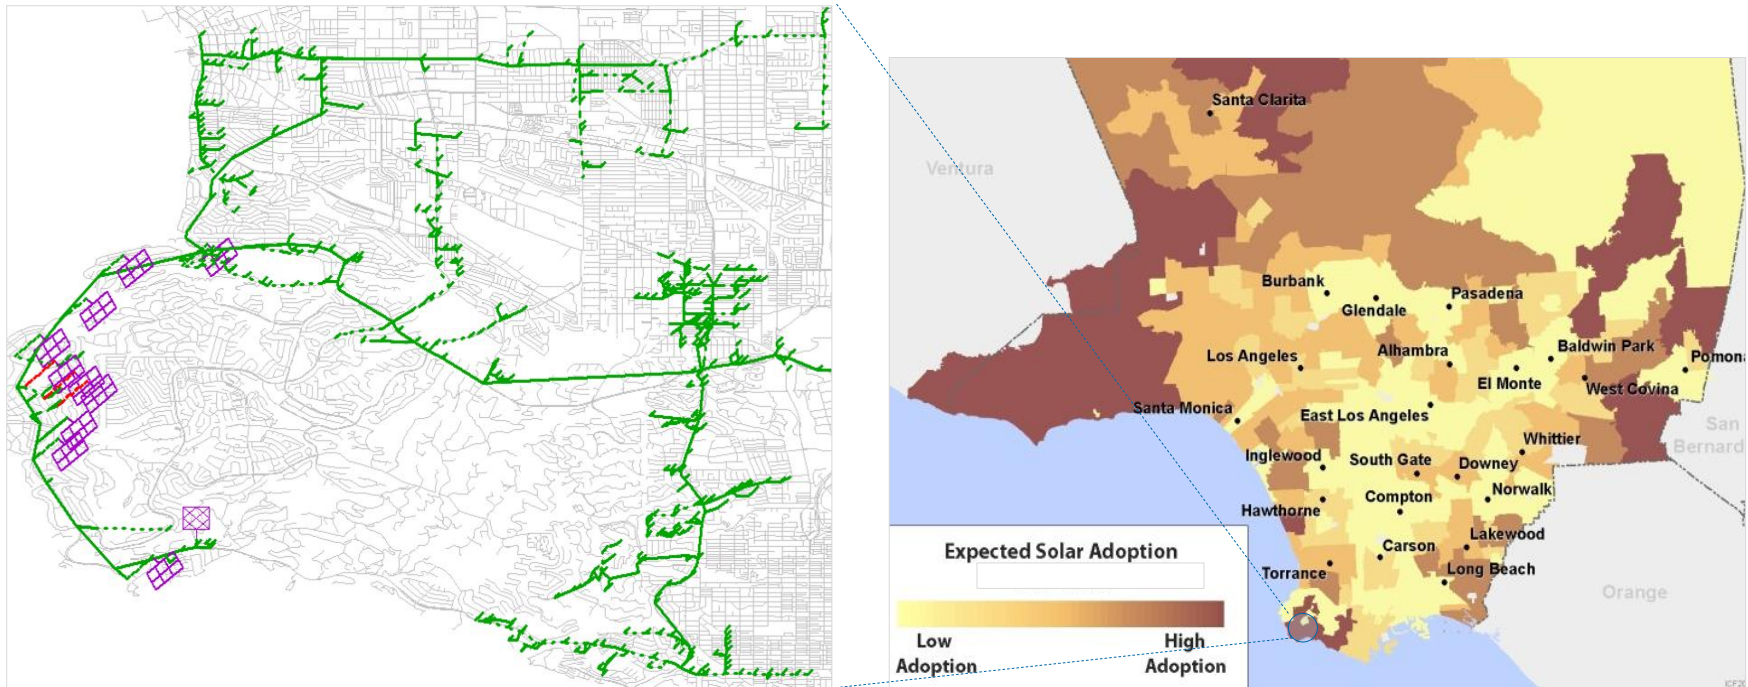 Santa Clarita
Ventura
Burbank
Glendale
Pasadena
Los Angeles
Alhambra
Baldwin Park
Pomon
El Monte
West Covina
Santa Monica
East Los Angeles
San
Bernard
Whittier
Inglewood
South Gate
Downey
Norwalk
Compton
Hawthorne
Lakewood
Carson
Long Beach
Torrance
Orange
Expected Solar Adoption
Low
Adoption
High
Adoption